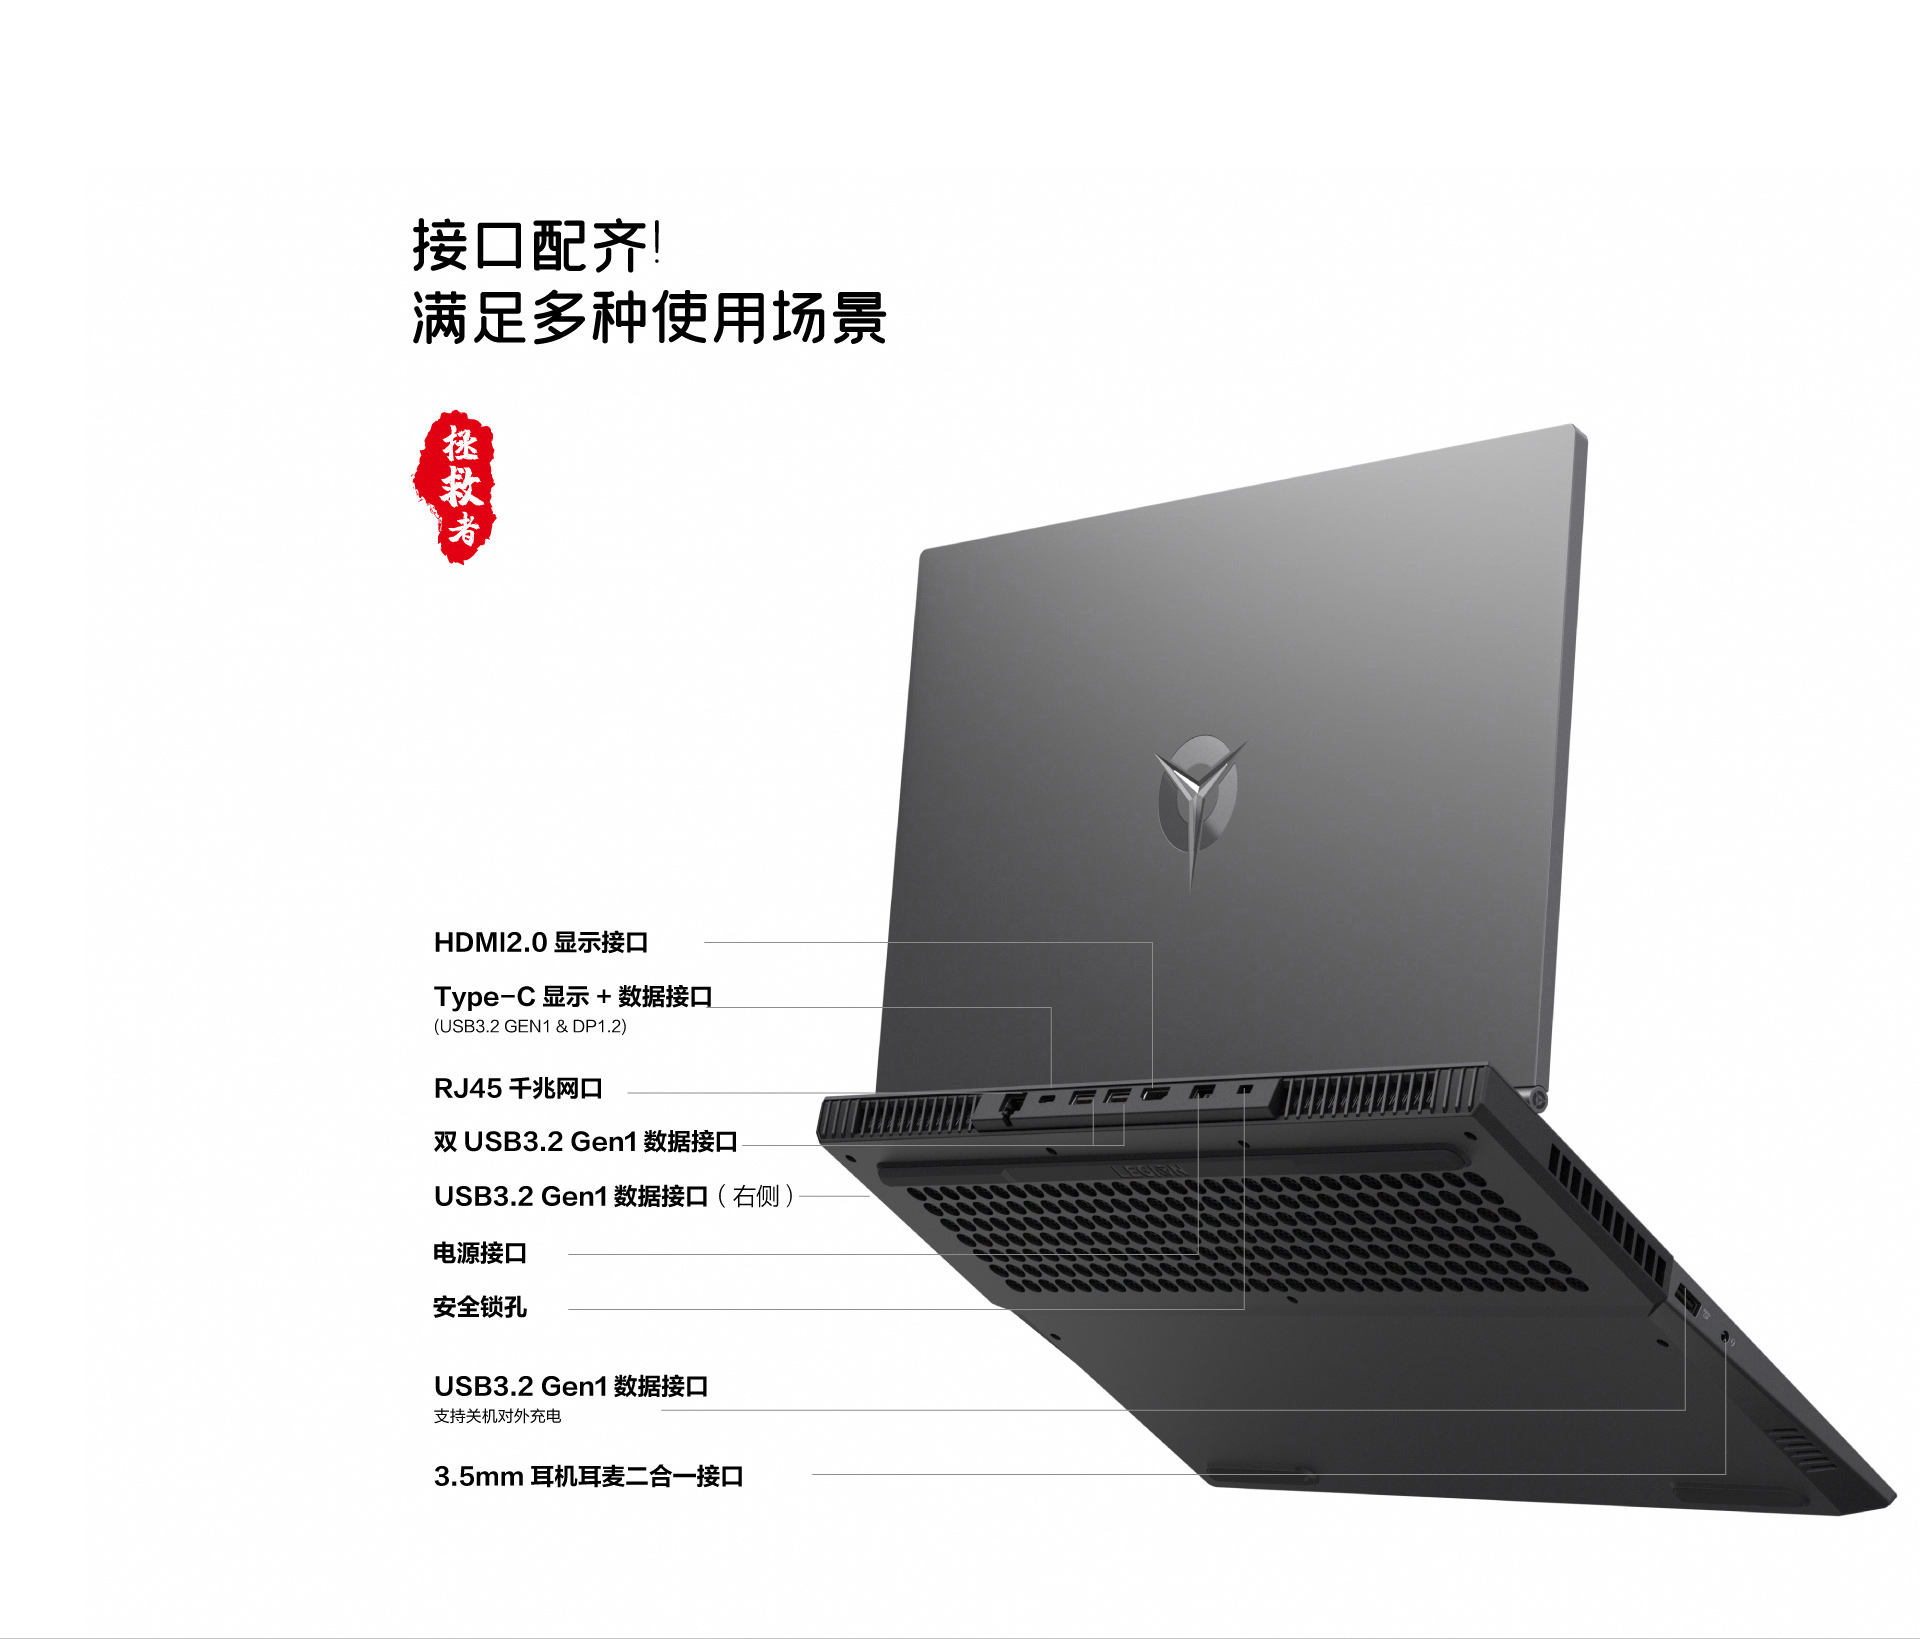 接口配齐!
满足多种使用场景
拯救者
HDMI2.0 显示接口
Type-C 显示 + 数据接口
(USB3.2 GEN1 & DP1.2)
RJ45 千兆网口
双 USB3.2 Gen1 数据接口
USB3.2 Gen1 数据接口（右侧）
电源接口
安全锁孔
USB3.2 Gen1 数据接口
支持关机对外充电
3.5mm 耳机耳麦二合一接口
LEGION